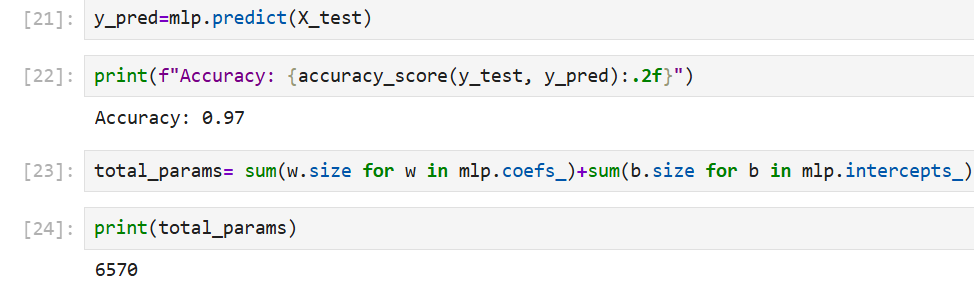 [21]: y_pred=mlp.predict(X_test)
[22]: print(f"Accuracy: {accuracy_score(y_test, y_pred):.2f}")
Accuracy: 0.97
[23]: total_params= sum(w.size for w in mlp.coefs_)+sum(b.size for b in mlp.intercepts_)
[24]: print(total_params)
6570